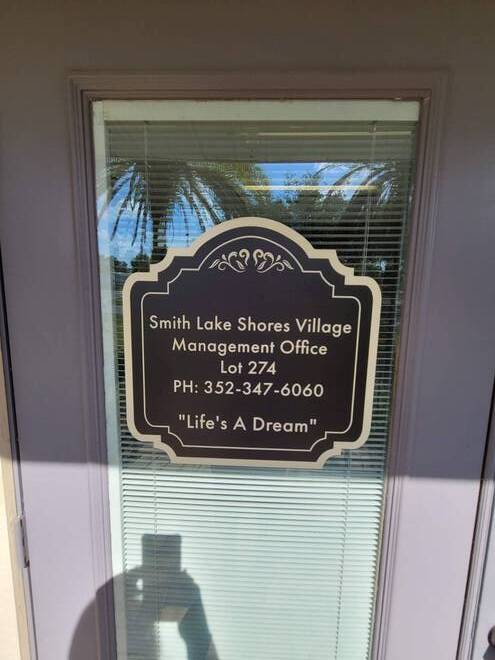 Smith Lake Shores Village
Management Office
Lot 274
PH: 352-347-6060
"Life's A Dream"